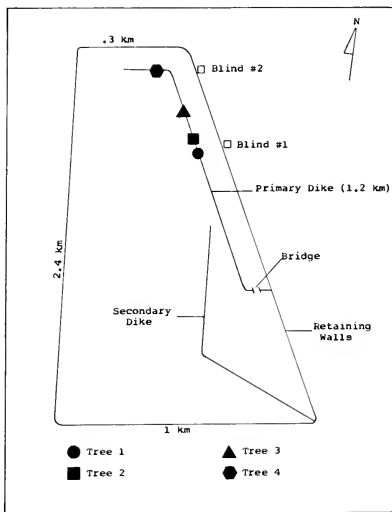 .3 km
N
Blind #2
Blind #1
Primary Dike (1.2 km)
2.4 km
Bridge
Secondary
Dike
Retaining
Walls
1 km
Tree 1
Tree 3
Tree 2
Tree 4